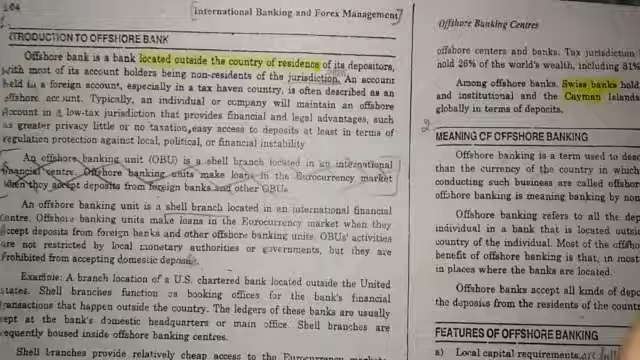 04
International Banking and Forex Management
TRODUCTION TO OFFSHORE BANK
Offshore bank is a bank located outside the country of residence of its depositors,
with most of its account holders being non-residents of the jurisdiction. An account
held in a foreign account, especially in a tax haven country, is often described as an
offshore account. Typically, an individual or company will maintain an offshore
account in a low-tax jurisdiction that provides financial and legal advantages, such
as greater privacy little or no taxation, easy access to deposits at least in terms of
regulation protection against local, political, or financial instability
An offshore banking unit (OBU) is a shell branch located in an international
financial centre. Offshore banking units make loans in the Eurocurrency market
when they accept deposits from foreign banks and other OBUs.
An offshore banking unit is a shell branch located in an international financial
centre. Offshore banking units make loans in the Eurocurrency market when they
accept deposits from foreign banks and other offshore banking units. OBUs' activities
are not restricted by local monetary authorities or governments, but they are
prohibited from accepting domestic deposits.
Example: A branch location of a U.S. chartered bank located outside the United
States. Shell branches function as booking offices for the bank's financial
transactions that happen outside the country. The ledgers of these banks are usually
kept at the bank's domestic headquarters or main office. Shell branches are
frequently housed inside offshore banking centres.
Shell branches provide relatively cheap access to the Eurocurrency
Offshore Banking Centres
offshore centers and banks. Tax jurisdiction
hold 26% of the world's wealth, including 31%
Among offshore banks, Swiss banks hold
and institutional and the Cayman Islands
globally in terms of deposits.
2
MEANING OF OFFSHORE BANKING
Offshore banking is a term used to desc
than the currency of the country in which
conducting such business are called offshor
offshore banking is meaning by banking by non
Offshore banking refers to all the dep
individual in a bank that is located outsi
country of the individual. Most of the offshor
benefit of offshore banking is that, in most
in places where the banks are located.
Offshore banks accept all kinds of depo
the deposits from the residents of the count
FEATURES OF OFFSHORE BANKING
a) Local capital requirements are